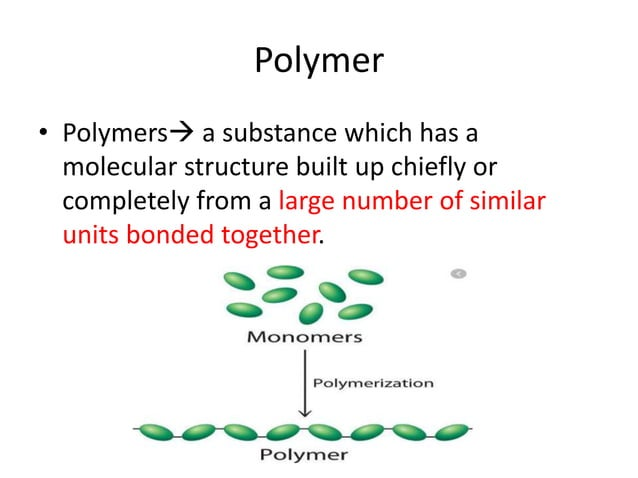 Polymer
• Polymers→ a substance which has a
molecular structure built up chiefly or
completely from a large number of similar
units bonded together.
Monomers
Polymerization
Polymer